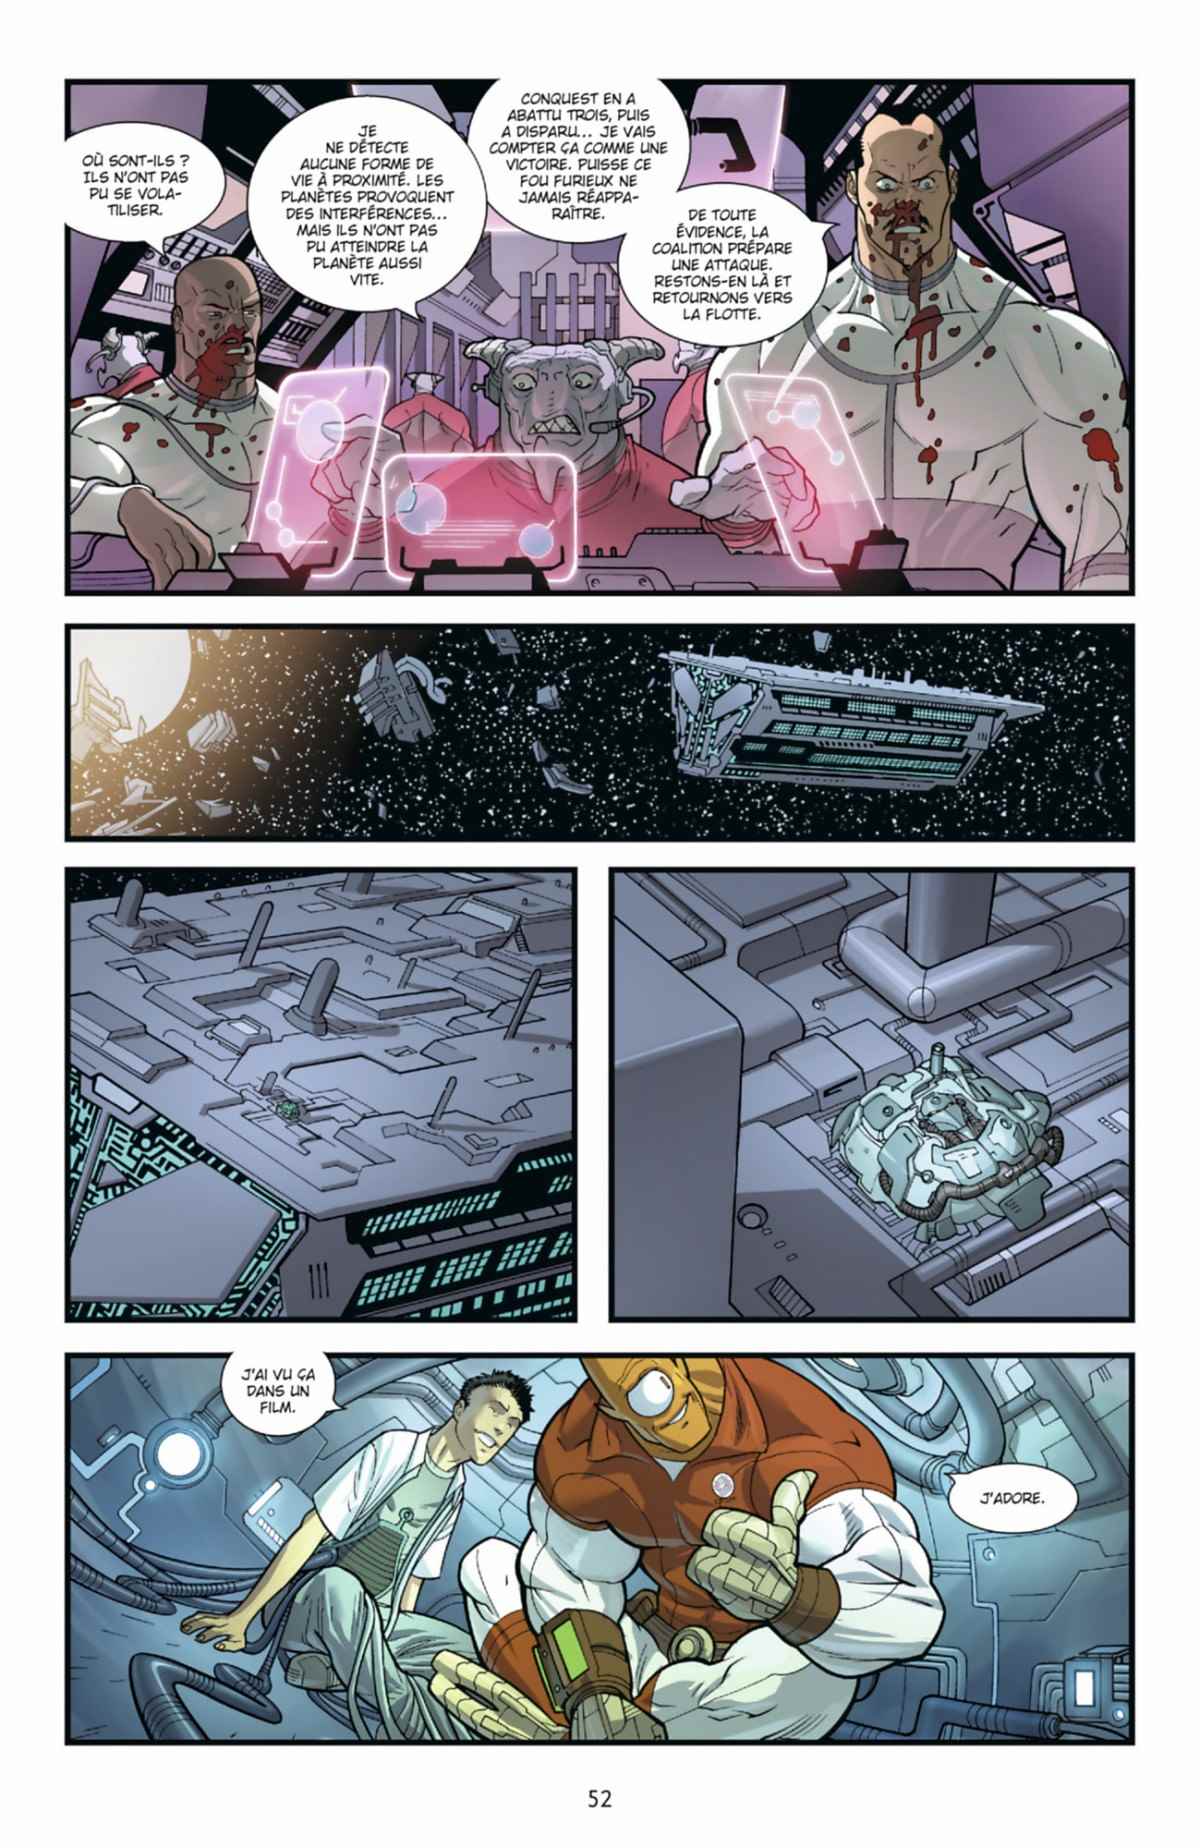 OÙ SONT-ILS ?
ILS N'ONT PAS
PU SE VOLA-
TILISER.
JE
NE DÉTECTE
AUCUNE FORME DE
VIE À PROXIMITÉ. LES
PLANÈTES PROVOQUENT
DES INTERFÉRENCES...
MAIS ILS N'ONT PAS
PU ATTEINDRE LA
PLANÈTE AUSSI
VITE.
CONQUEST EN A
ABATTU TROIS, PUIS
A DISPARU... JE VAIS
COMPTER ÇA COMME UNE
VICTOIRE. PUISSE CE
FOU FURIEUX NE
JAMAIS RÉAPPA-
RAÎTRE.
DE TOUTE
ÉVIDENCE, LA
COALITION PRÉPARE
UNE ATTAQUE.
RESTONS-EN LÀ ET
RETOURNONS VERS
LA FLOTTE.
J'AI VU ÇA
DANS UN
FILM.
J'ADORE.
52